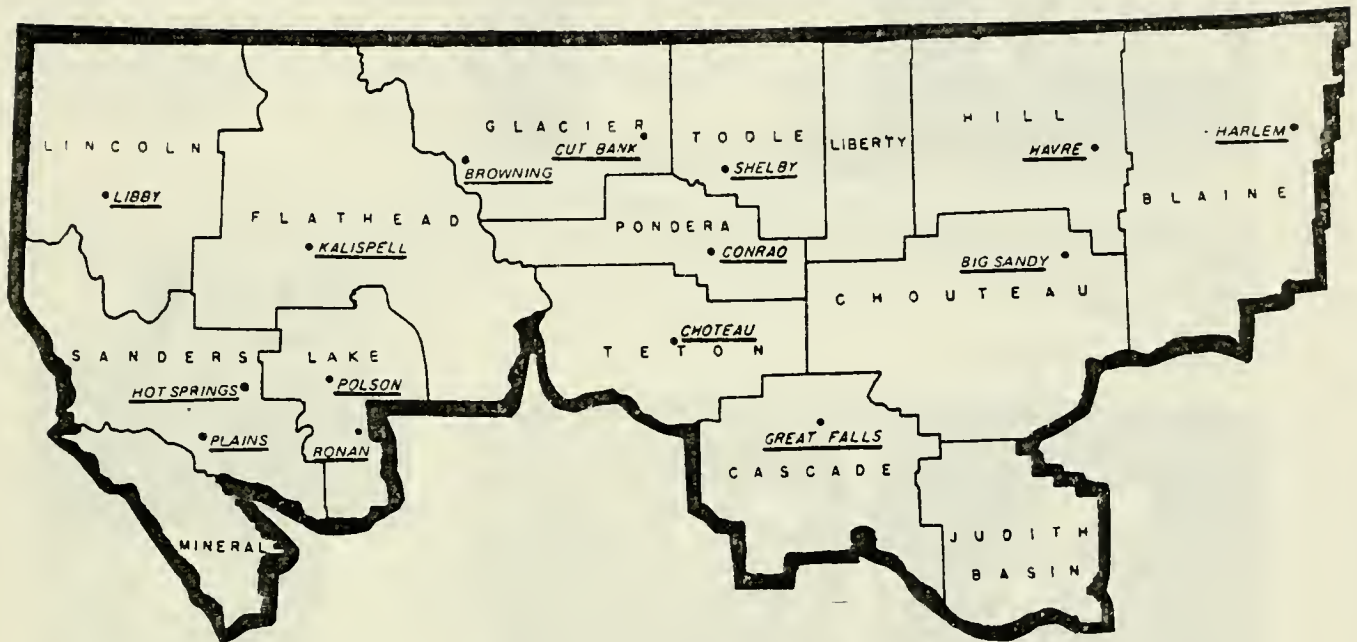 LINCOLN
LIBBY
FLATHEAD
KALISPELL
GLACIER
CUT BANK
BROWNING
TOOLE
SHELBY
LIBERTY
HILL
HAVRE
HARLEM
BLAINE
PONDERA
CONRAD
BIG SANDY
CHOUTEAU
CHOTEAU
TETON
SANDERS
HOT SPRINGS
PLAINS
LAKE
POLSON
RONAN
GREAT FALLS
CASCADE
MINERAL
JUDITH
BASIN